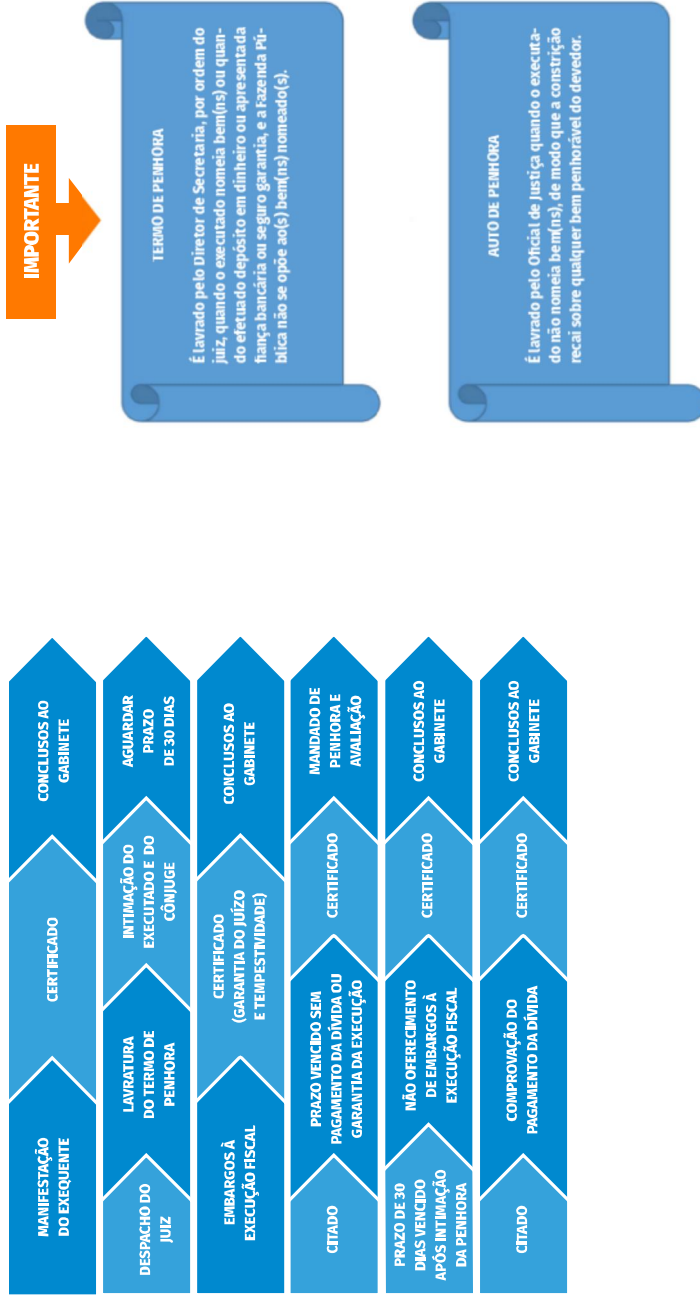 MANIFESTAÇÃO
DO EXEQUENTE
CERTIFICADO
CONCLUSOS AO
GABINETE
DESPACHO DO
JUIZ
LAVRATURA
DO TERMO DE
PENHORA
INTIMAÇÃO DO
EXECUTADO E DO
CÔNJUGE
AGUARDAR
PRAZO
DE 30 DIAS
EMBARGOS À
EXECUÇÃO FISCAL
CERTIFICADO
(GARANTIA DO JUÍZO
E TEMPESTIVIDADE)
CONCLUSOS AO
GABINETE
CITADO
PRAZO VENCIDO SEM
PAGAMENTO DA DÍVIDA OU
GARANTIA DA EXECUÇÃO
CERTIFICADO
MANDADO DE
PENHORA E
AVALIAÇÃO
PRAZO DE 30
DIAS VENCIDO
APÓS INTIMAÇÃO
DA PENHORA
NÃO OFERECIMENTO
DE EMBARGOS À
EXECUÇÃO FISCAL
CERTIFICADO
CONCLUSOS AO
GABINETE
CITADO
COMPROVAÇÃO DO
PAGAMENTO DA DÍVIDA
CERTIFICADO
CONCLUSOS AO
GABINETE
IMPORTANTE
TERMO DE PENHORA
É lavrado pelo Diretor de Secretaria, por ordem do
juiz, quando o executado nomeia bem(ns) ou quan-
do efetuado depósito em dinheiro ou apresentada
fiança bancária ou seguro garantia, e a Fazenda Pú-
blica não se opõe ao(s) bem(ns) nomeado(s).
AUTO DE PENHORA
É lavrado pelo Oficial de Justiça quando o executa-
do não nomeia bem(ns), de modo que a constrição
recai sobre qualquer bem penhorável do devedor.